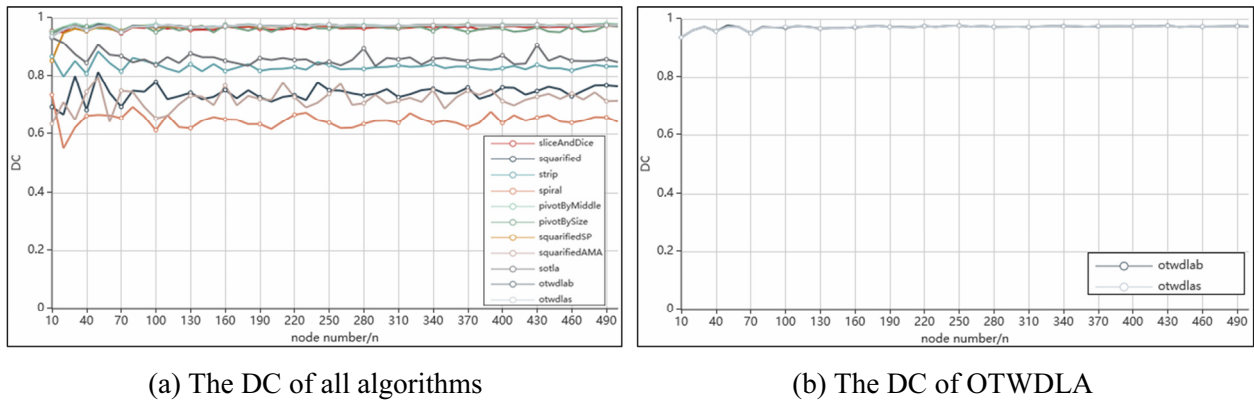 1
0.8
0.6
0.4
0.2
0
DC
10 40 70 100 130 160 190 220 250 280 310 340 370 400 430 460 490
node number/n
sliceAndDice
squarified
strip
spiral
pivotByMiddle
pivotBySize
squarifiedSP
squarifiedAMA
sotla
otwdlab
otwdlas
(a) The DC of all algorithms
1
0.8
0.6
0.4
0.2
0
DC
10 40 70 100 130 160 190 220 250 280 310 340 370 400 430 460 490
node number/n
otwdlab
otwdlas
(b) The DC of OTWDLA